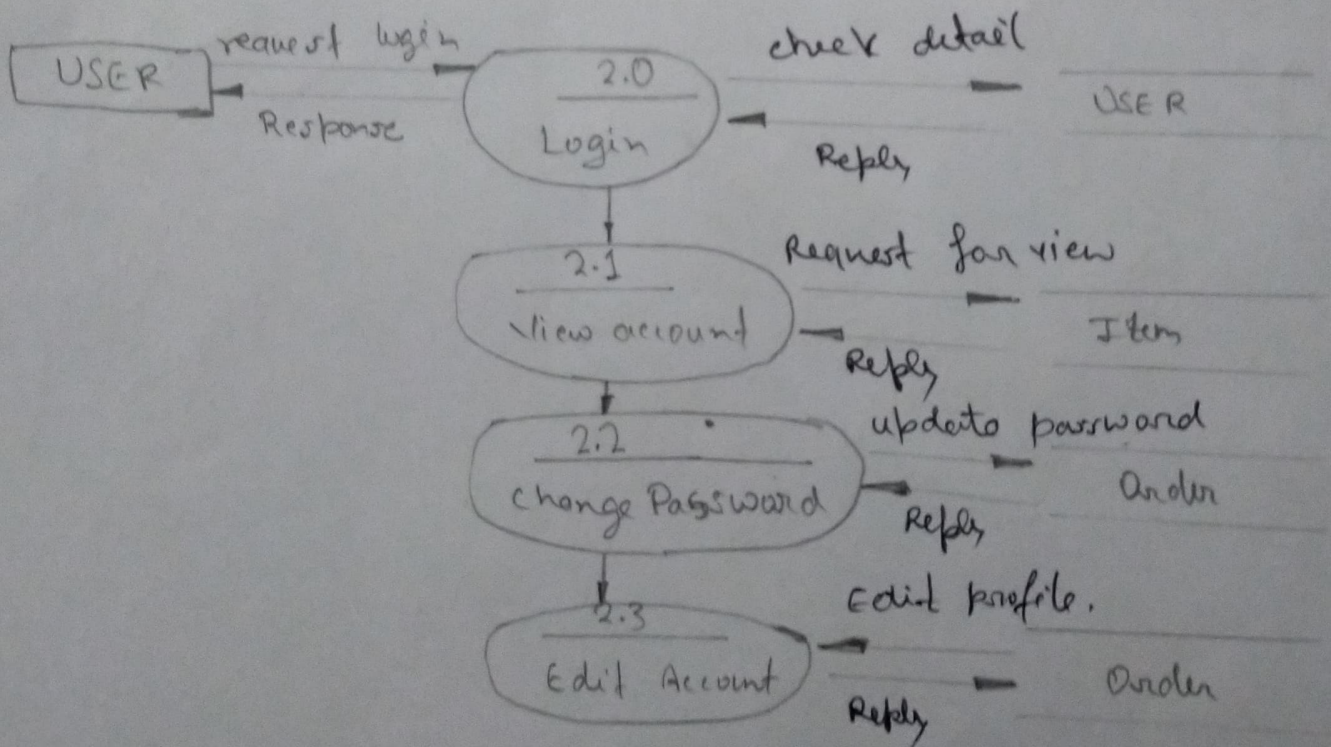 request login
check detail
USER
2.0
USER
Response
Login
Reply
Request for view
2.1
View account
Item
Reply
update password
2.2
Order
Change Password
Reply
Edit profile.
2.3
Edit Account
Order
Reply